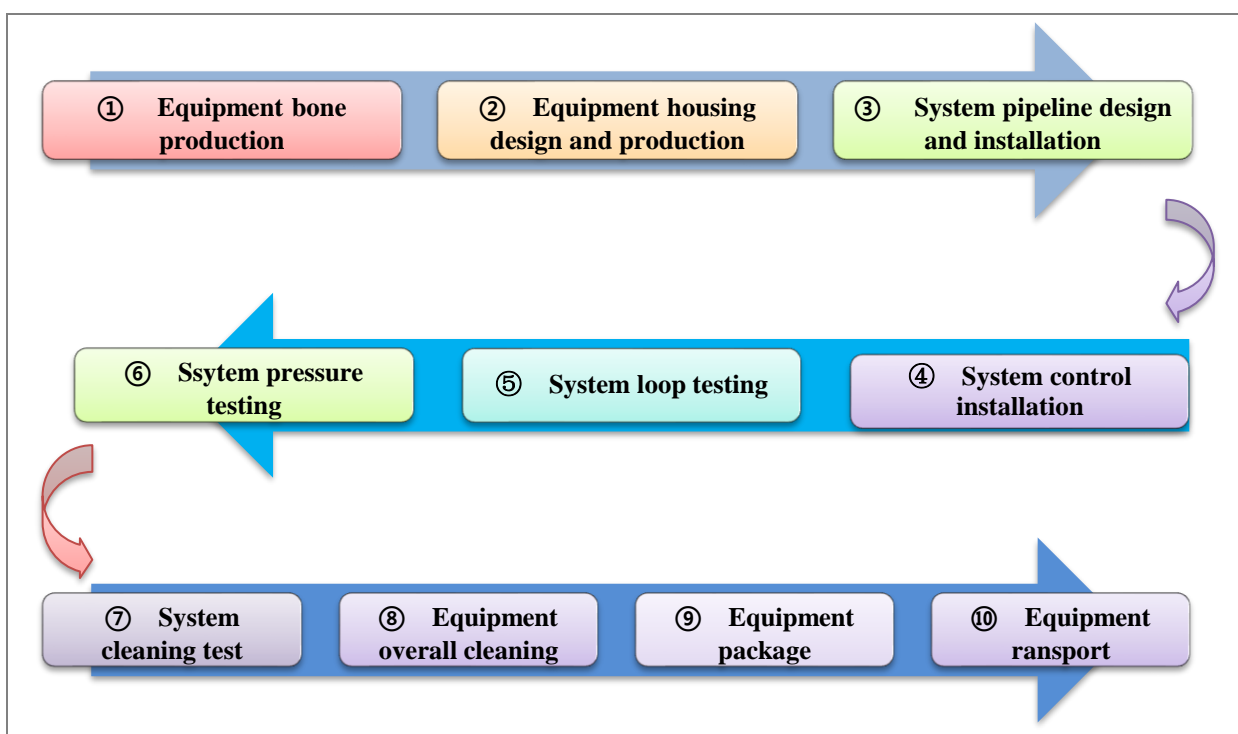 ① Equipment bone
production
② Equipment housing
design and production
③ System pipeline design
and installation
④ System control
installation
⑤ System loop testing
⑥ Ssytem pressure
testing
⑦ System
cleaning test
⑧ Equipment
overall cleaning
⑨ Equipment
package
⑩ Equipment
ransport